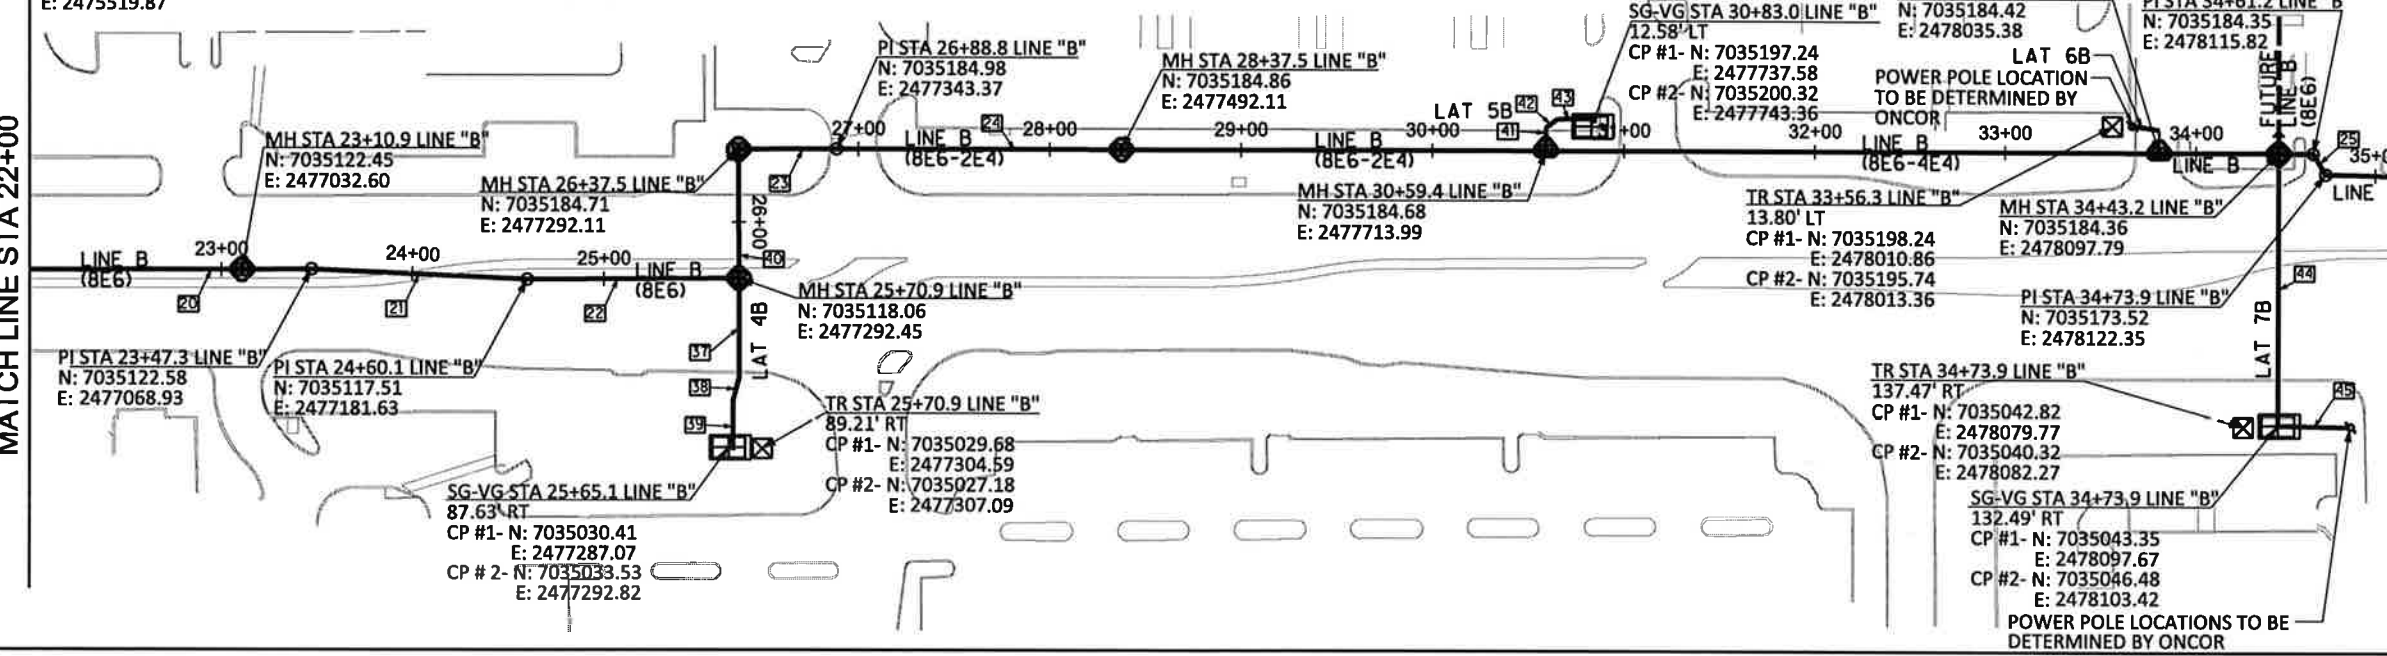 E: 2475519.87
MATCH LINE STA 22+00
MH STA 23+10.9 LINE "B"
N: 7035122.45
E: 2477032.60
LINE B
(8E6)
23+00
24+00
25+00
LINE B
(8E6)
20
21
22
PI STA 23+47.3 LINE "B"
N: 7035122.58
E: 2477068.93
PI STA 24+60.1 LINE "B"
N: 7035117.51
E: 2477181.63
MH STA 26+37.5 LINE "B"
N: 7035184.71
E: 2477292.11
26+00
40
MH STA 25+70.9 LINE "B"
N: 7035118.06
E: 2477292.45
LAT 4B
37
38
39
TR STA 25+70.9 LINE "B"
89.21' RT
CP #1- N: 7035029.68
E: 2477304.59
CP #2- N: 7035027.18
E: 2477307.09
SG-VG STA 25+65.1 LINE "B"
87.63' RT
CP #1- N: 7035030.41
E: 2477287.07
CP # 2- N: 7035033.53
E: 2477292.82
PI STA 26+88.8 LINE "B"
N: 7035184.98
E: 2477343.37
23
27+00
LINE B
(8E6-2E4)
24
28+00
MH STA 28+37.5 LINE "B"
N: 7035184.86
E: 2477492.11
29+00
LINE B
(8E6-2E4)
30+00
LAT 5B
41
42
43
MH STA 30+59.4 LINE "B"
N: 7035184.68
E: 2477713.99
SG-VG STA 30+83.0 LINE "B"
12.58' LT
CP #1- N: 7035197.24
E: 2477737.58
CP #2- N: 7035200.32
E: 2477743.36
+00
N: 7035184.42
E: 2478035.38
LAT 6B
POWER POLE LOCATION
TO BE DETERMINED BY
ONCOR
32+00
LINE B
(8E6-4E4)
33+00
34+00
LINE B
TR STA 33+56.3 LINE "B"
13.80' LT
CP #1- N: 7035198.24
E: 2478010.86
CP #2- N: 7035195.74
E: 2478013.36
MH STA 34+43.2 LINE "B"
N: 7035184.36
E: 2478097.79
PI STA 34+61.2 LINE "B"
N: 7035184.35
E: 2478115.82
FUTURE
LINE B
(8E6)
25
LINE
PI STA 34+73.9 LINE "B"
N: 7035173.52
E: 2478122.35
44
LAT 7B
45
TR STA 34+73.9 LINE "B"
137.47' RT
CP #1- N: 7035042.82
E: 2478079.77
CP #2- N: 7035040.32
E: 2478082.27
SG-VG STA 34+73.9 LINE "B"
132.49' RT
CP #1- N: 7035043.35
E: 2478097.67
CP #2- N: 7035046.48
E: 2478103.42
POWER POLE LOCATIONS TO BE
DETERMINED BY ONCOR